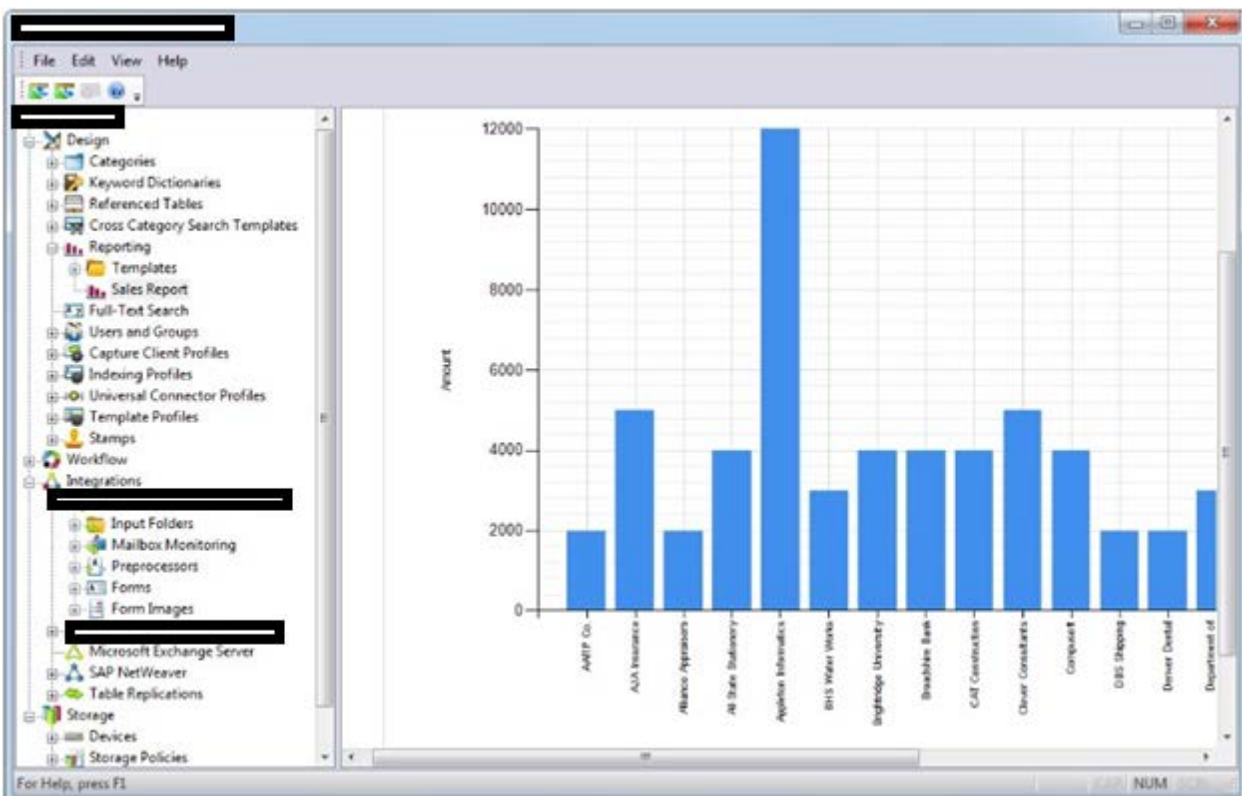 File Edit View Help
Design
Categories
Keyword Dictionaries
Referenced Tables
Cross Category Search Templates
Reporting
Templates
Sales Report
Full-Text Search
Users and Groups
Capture Client Profiles
Indexing Profiles
Universal Connector Profiles
Template Profiles
Stamps
Workflow
Integrations
Input Folders
Mailbox Monitoring
Preprocessors
Forms
Form Images
Microsoft Exchange Server
SAP NetWeaver
Table Replications
Storage
Devices
Storage Policies
12000
10000
8000
6000
4000
2000
0
Amount
AARP Co.
AJA Insurance
Alliance Appraisers
All State Stationery
Appleton Informatics
BHS Water Works
Brightridge University
Broadshire Bank
CAT Construction
Clever Consultants
Compusoft
DBS Shipping
Denver Dental
Department of
For Help, press F1
CAP NUM SCRL